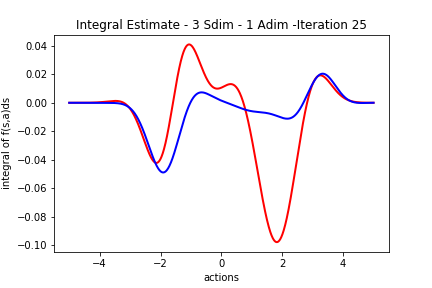 Integral Estimate - 3 Sdim - 1 Adim -Iteration 25
integral of f(s,a)ds
0.04
0.02
0.00
−0.02
−0.04
−0.06
−0.08
−0.10
−4 −2 0 2 4
actions